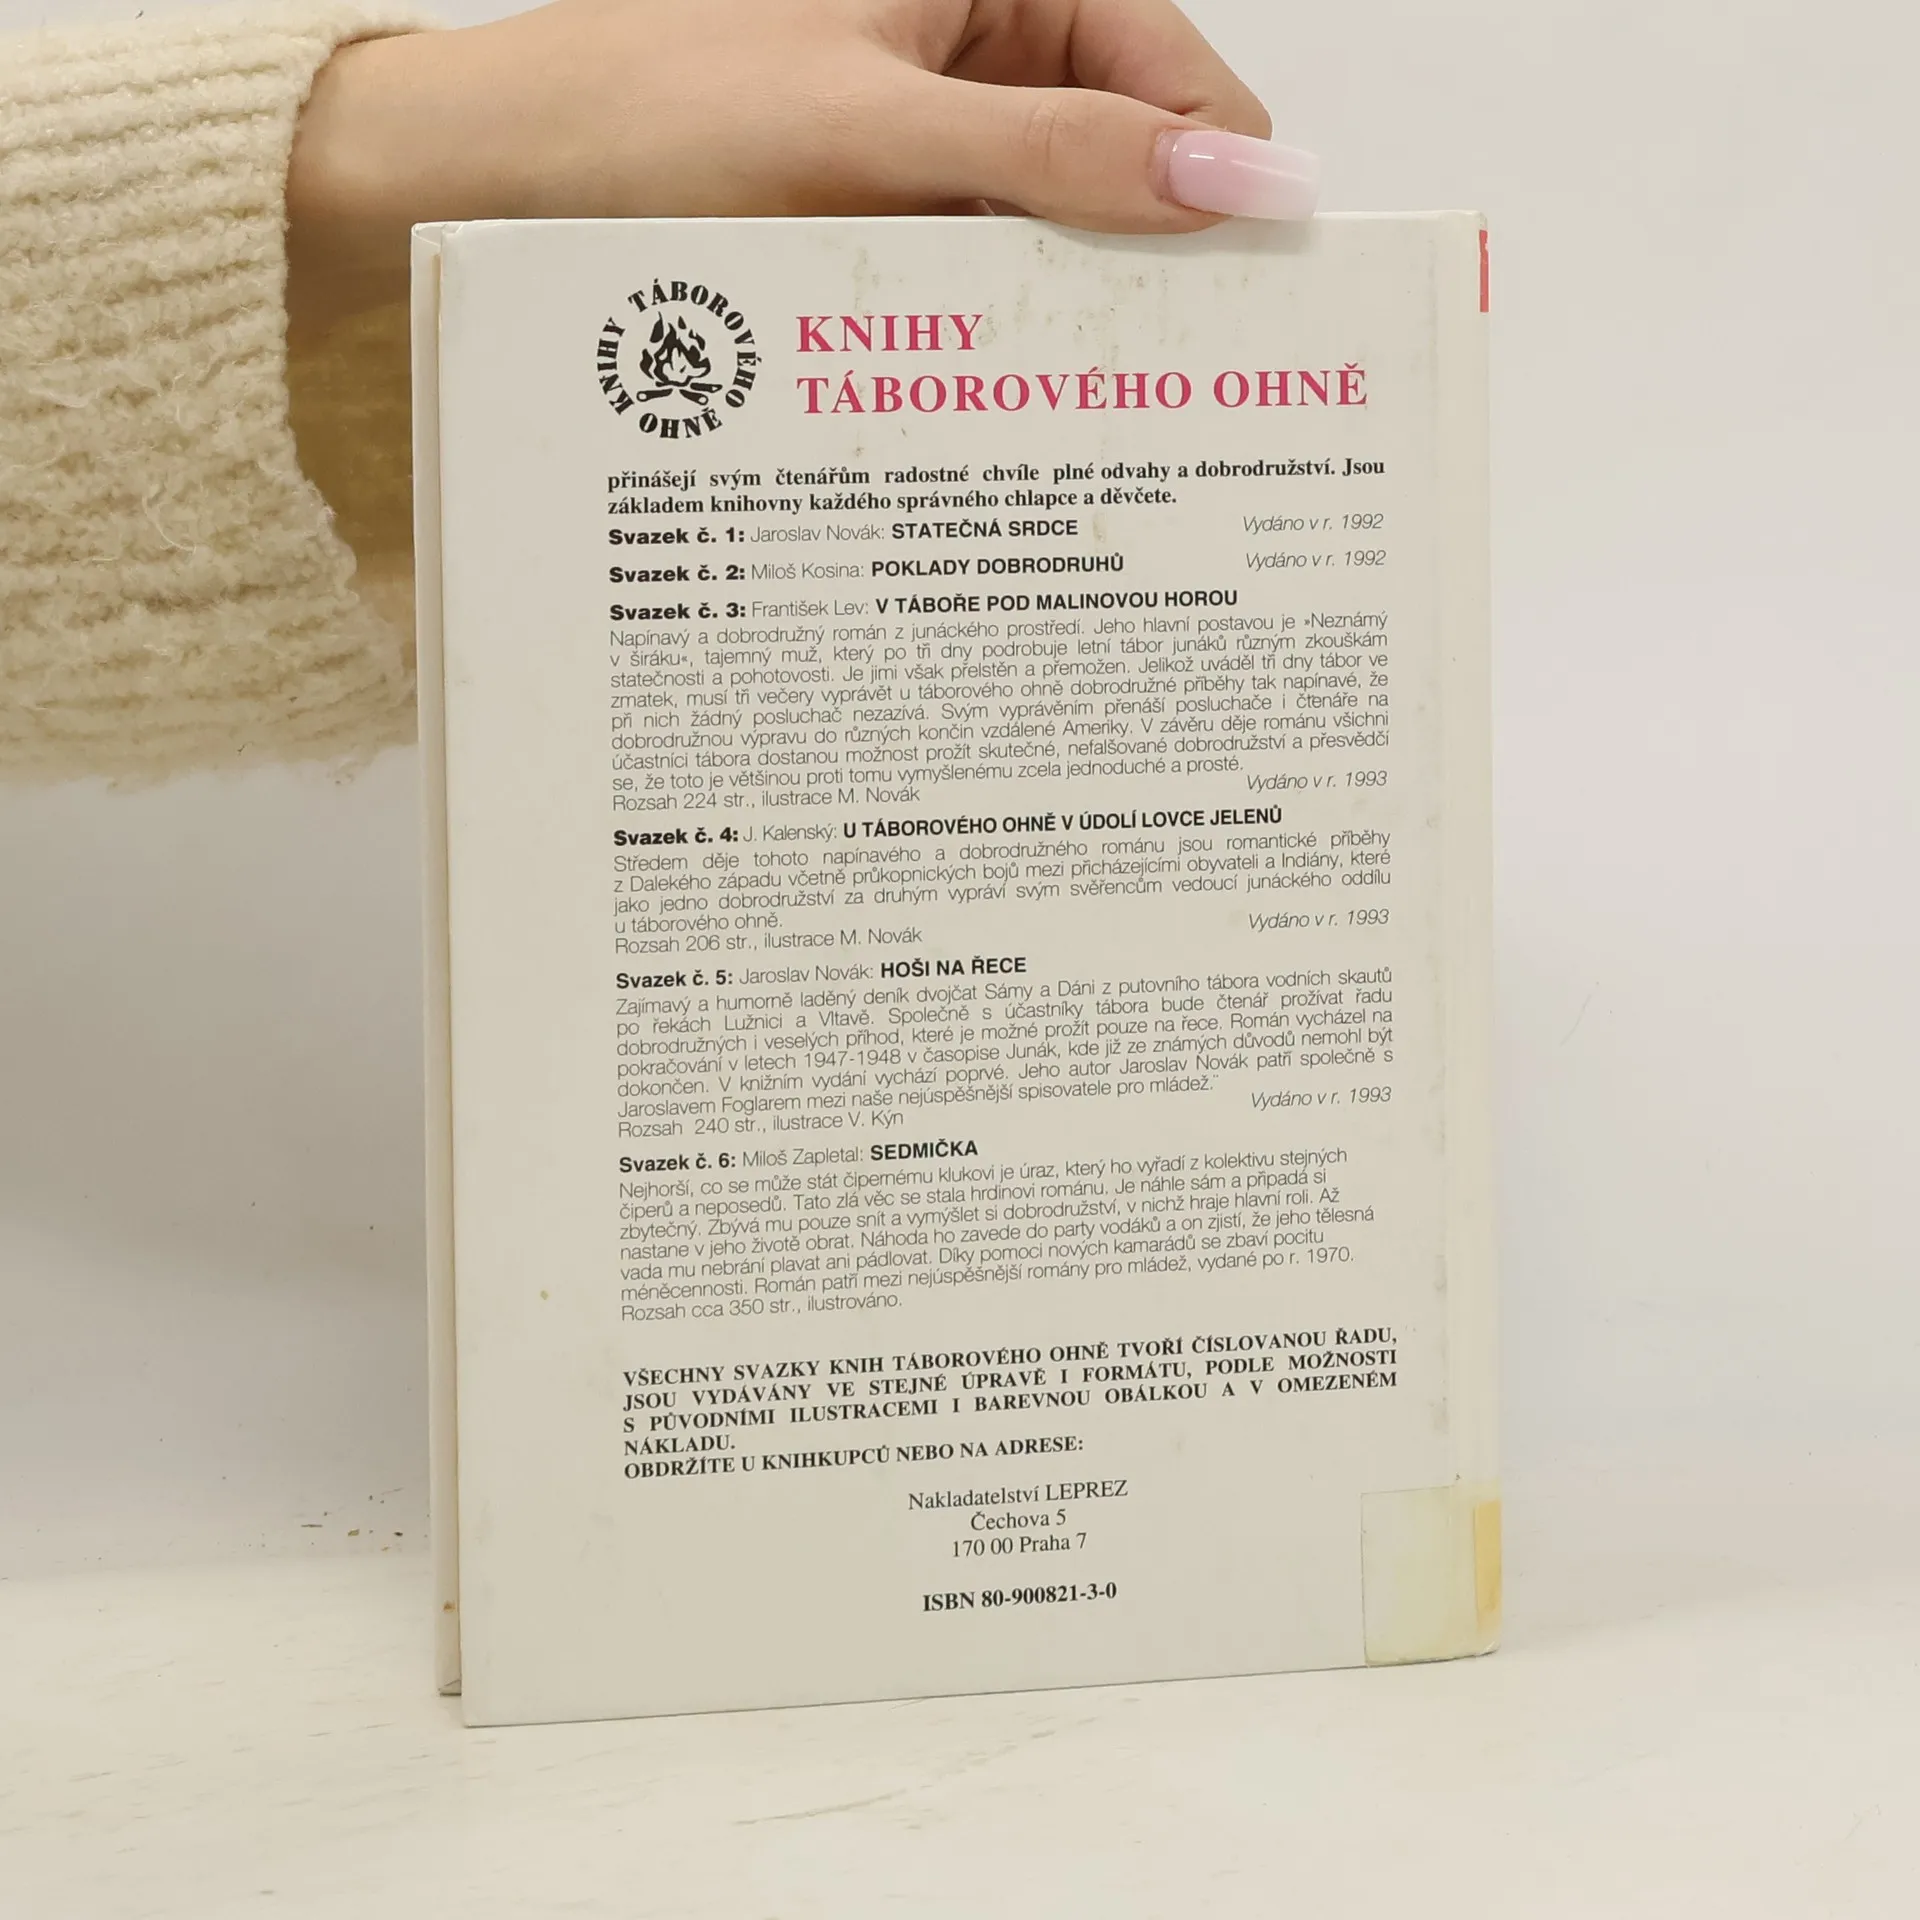 KNIHY TÁBOROVÉHO OHNĚ
KNIHY
TÁBOROVÉHO OHNĚ
přinášejí svým čtenářům radostné chvíle plné odvahy a dobrodružství. Jsou
základem knihovny každého správného chlapce a děvčete.
Svazek č. 1: Jaroslav Novák: STATEČNÁ SRDCE Vydáno v r. 1992
Svazek č. 2: Miloš Kosina: POKLADY DOBRODRUHŮ Vydáno v r. 1992
Svazek č. 3: František Lev: V TÁBOŘE POD MALINOVOU HOROU
Napínavý a dobrodružný román z junáckého prostředí. Jeho hlavní postavou je »Neznámý
v širáku«, tajemný muž, který po tři dny podrobuje letní tábor junáků různým zkouškám
statečnosti a pohotovosti. Je jimi však přelstěn a přemožen. Jelikož uváděl tři dny tábor ve
zmatek, musí tři večery vyprávět u táborového ohně dobrodružné příběhy tak napínavé, že
při nich žádný posluchač nezazívá. Svým vyprávěním přenáší posluchače i čtenáře na
dobrodružnou výpravu do různých končin vzdálené Ameriky. V závěru děje románu všichni
účastníci tábora dostanou možnost prožít skutečné, nefalšované dobrodružství a přesvědčí
se, že toto je většinou proti tomu vymyšlenému zcela jednoduché a prosté.
Rozsah 224 str., ilustrace M. Novák Vydáno v r. 1993
Svazek č. 4: J. Kalenský: U TÁBOROVÉHO OHNĚ V ÚDOLÍ LOVCE JELENŮ
Středem děje tohoto napínavého a dobrodružného románu jsou romantické příběhy
z Dalekého západu včetně průkopnických bojů mezi přicházejícími obyvateli a Indiány, které
jako jedno dobrodružství za druhým vypráví svým svěřencům vedoucí junáckého oddílu
u táborového ohně.
Rozsah 206 str., ilustrace M. Novák Vydáno v r. 1993
Svazek č. 5: Jaroslav Novák: HOŠI NA ŘECE
Zajímavý a humorně laděný deník dvojčat Sámy a Dáni z putovního tábora vodních skautů
po řekách Lužnici a Vltavě. Společně s účastníky tábora bude čtenář prožívat řadu
dobrodružných i veselých příhod, které je možné prožít pouze na řece. Román vycházel na
pokračování v letech 1947-1948 v časopise Junák, kde již ze známých důvodů nemohl být
dokončen. V knižním vydání vychází poprvé. Jeho autor Jaroslav Novák patří společně s
Jaroslavem Foglarem mezi naše nejúspěšnější spisovatele pro mládež."
Rozsah 240 str., ilustrace V. Kýn Vydáno v r. 1993
Svazek č. 6: Miloš Zapletal: SEDMIČKA
Nejhorší, co se může stát čipernému klukovi je úraz, který ho vyřadí z kolektivu stejných
čiperů a neposedů. Tato zlá věc se stala hrdinovi románu. Je náhle sám a připadá si
zbytečný. Zbývá mu pouze snít a vymýšlet si dobrodružství, v nichž hraje hlavní roli. Až
nastane v jeho životě obrat. Náhoda ho zavede do party vodáků a on zjistí, že jeho tělesná
vada mu nebrání plavat ani pádlovat. Díky pomoci nových kamarádů se zbaví pocitu
méněcennosti. Román patří mezi nejúspěšnější romány pro mládež, vydané po r. 1970.
Rozsah cca 350 str., ilustrováno.
VŠECHNY SVAZKY KNIH TÁBOROVÉHO OHNĚ TVOŘÍ ČÍSLOVANOU ŘADU,
JSOU VYDÁVÁNY VE STEJNÉ ÚPRAVĚ I FORMÁTU, PODLE MOŽNOSTI
S PŮVODNÍMI ILUSTRACEMI I BAREVNOU OBÁLKOU A V OMEZENÉM
NÁKLADU.
OBDRŽÍTE U KNIHKUPCŮ NEBO NA ADRESE:
Nakladatelství LEPREZ
Čechova 5
170 00 Praha 7
ISBN 80-900821-3-0